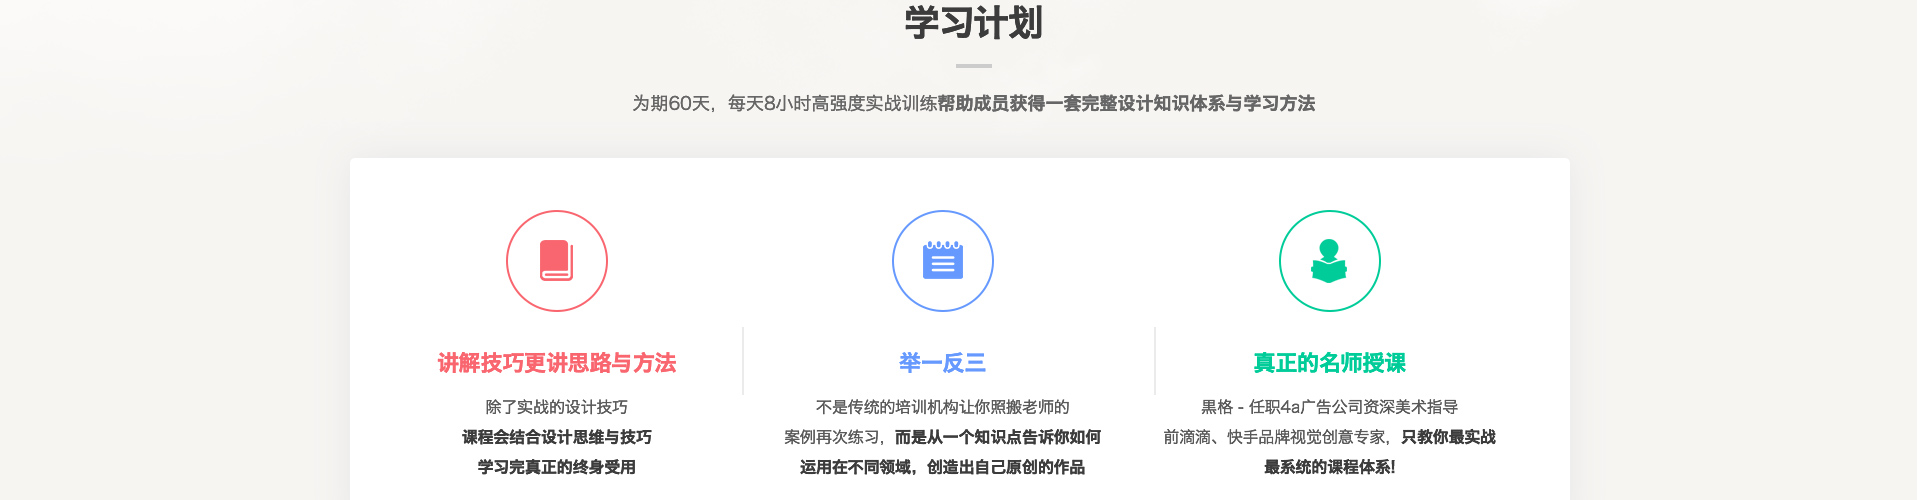 学习计划
为期60天，每天8小时高强度实战训练帮助成员获得一套完整设计知识体系与学习方法
讲解技巧更讲思路与方法
除了实战的设计技巧
课程会结合设计思维与技巧
学习完真正的终身受用
举一反三
不是传统的培训机构让你照搬老师的
案例再次练习，而是从一个知识点告诉你如何
运用在不同领域，创造出自己原创的作品
真正的名师授课
黒格 - 任职4a广告公司资深美术指导
前滴滴、快手品牌视觉创意专家，只教你最实战
最系统的课程体系!